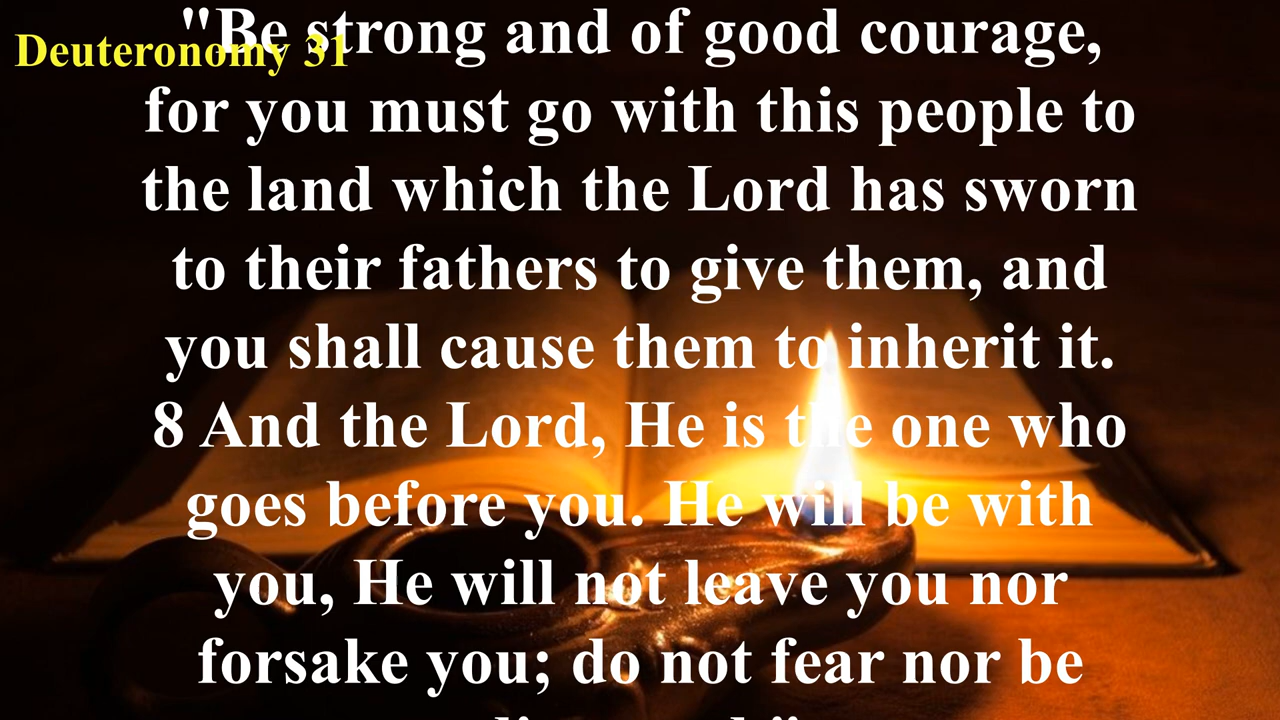 Deuteronomy 31
"Be strong and of good courage,
for you must go with this people to
the land which the Lord has sworn
to their fathers to give them, and
you shall cause them to inherit it.
8 And the Lord, He is the one who
goes before you. He will be with
you, He will not leave you nor
forsake you; do not fear nor be